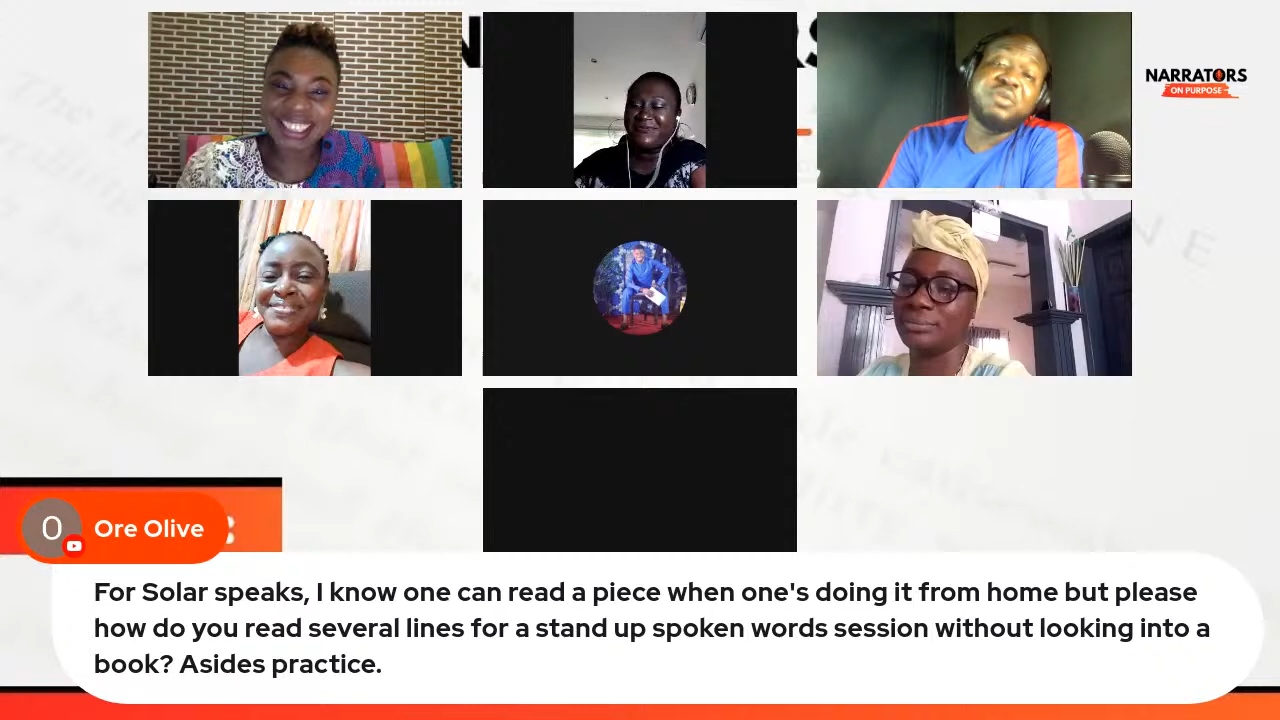 NARRATORS
ON PURPOSE
Ore Olive
For Solar speaks, I know one can read a piece when one's doing it from home but please
how do you read several lines for a stand up spoken words session without looking into a
book? Asides practice.